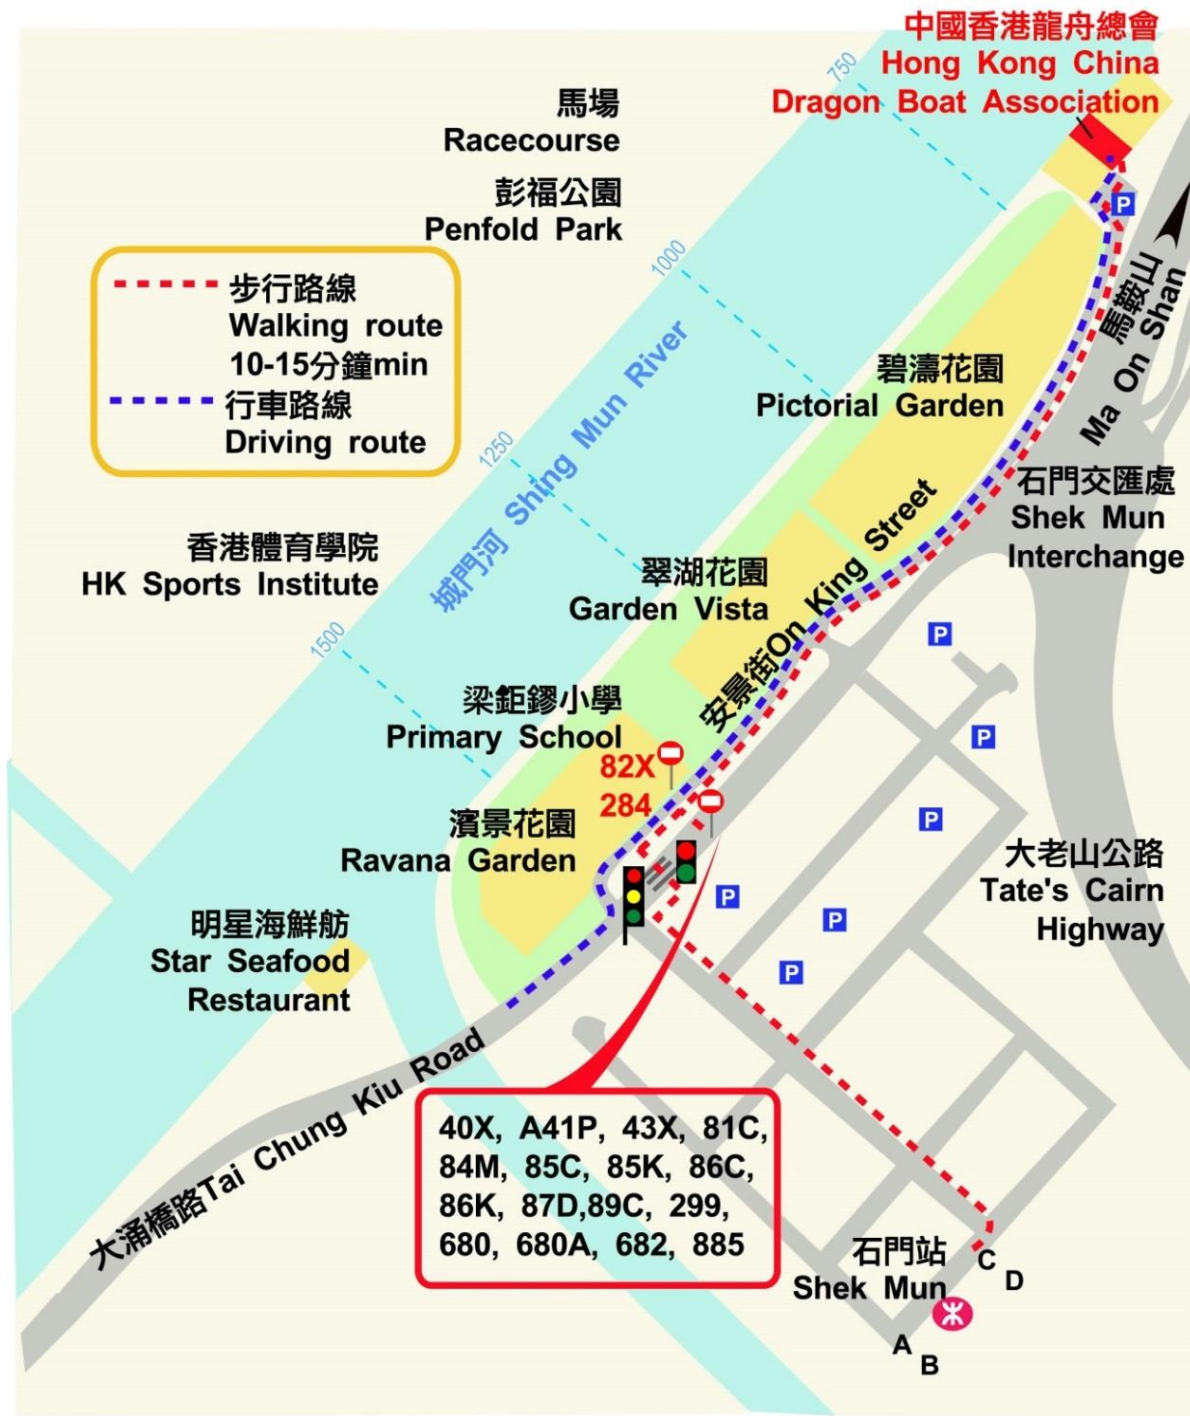 中國香港龍舟總會
Hong Kong China
Dragon Boat Association
750
馬場
Racecourse
彭福公園
Penfold Park
P
1000
步行路線
Walking route
10-15分鐘min
行車路線
Driving route
馬鞍山
Ma On Shan
碧濤花園
Pictorial Garden
城門河 Shing Mun River
1250
石門交匯處
Shek Mun
Interchange
香港體育學院
HK Sports Institute
翠湖花園
Garden Vista
安景街On King Street
1500
P
梁鉅鏐小學
Primary School
P
82X
284
P
濱景花園
Ravana Garden
大老山公路
Tate's Cairn
Highway
P
P
P
明星海鮮舫
Star Seafood
Restaurant
大涌橋路Tai Chung Kiu Road
40X, A41P, 43X, 81C,
84M, 85C, 85K, 86C,
86K, 87D,89C, 299,
680, 680A, 682, 885
石門站
Shek Mun
C
D
A
B